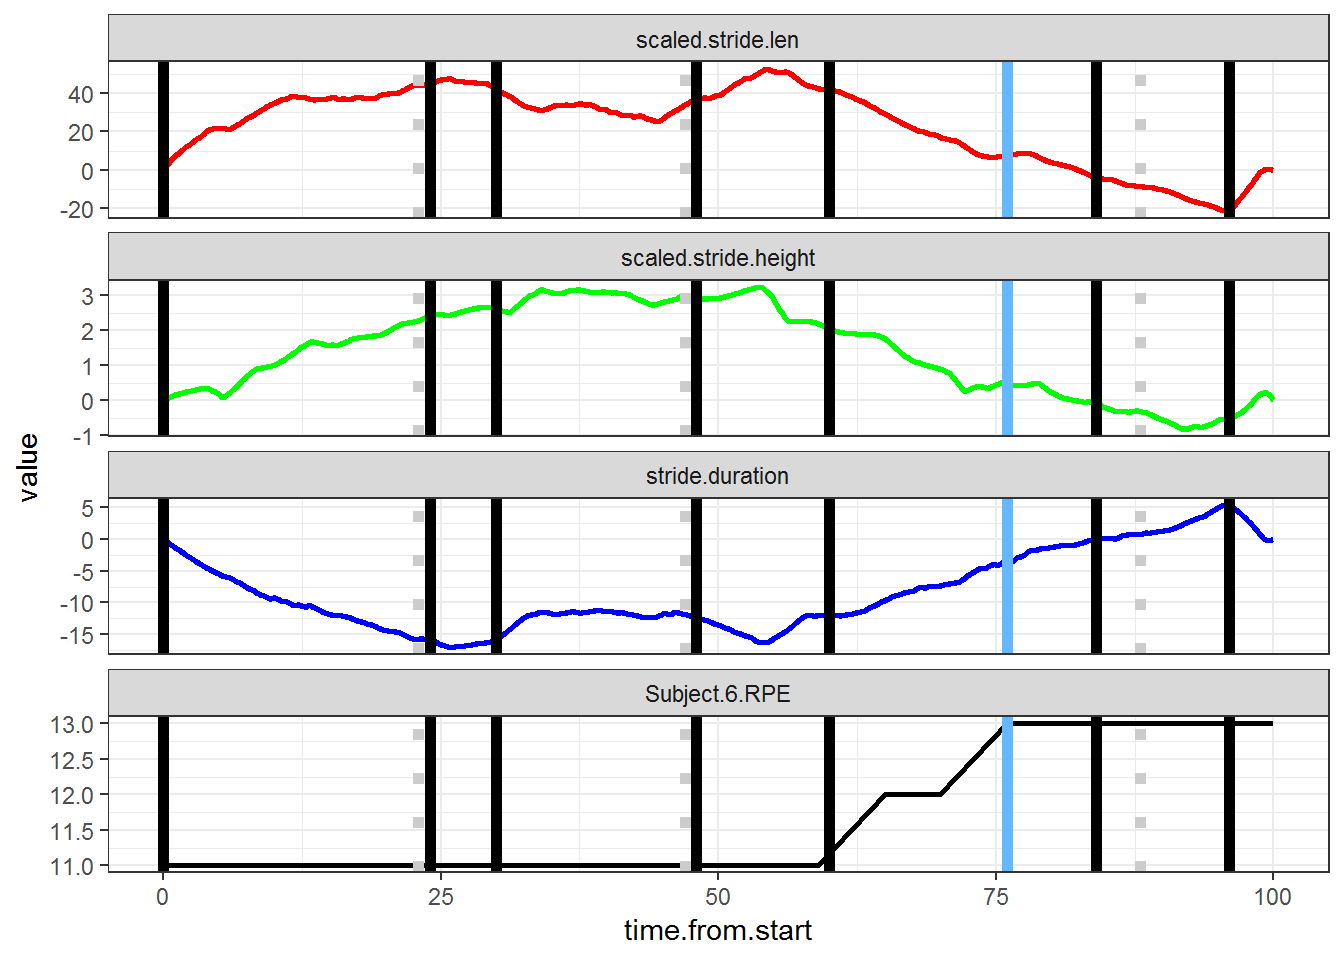 scaled.stride.len
40
20
0
-20
scaled.stride.height
3
2
1
0
-1
value
stride.duration
5
0
-5
-10
-15
Subject.6.RPE
13.0
12.5
12.0
11.5
11.0
0 25 50 75 100
time.from.start